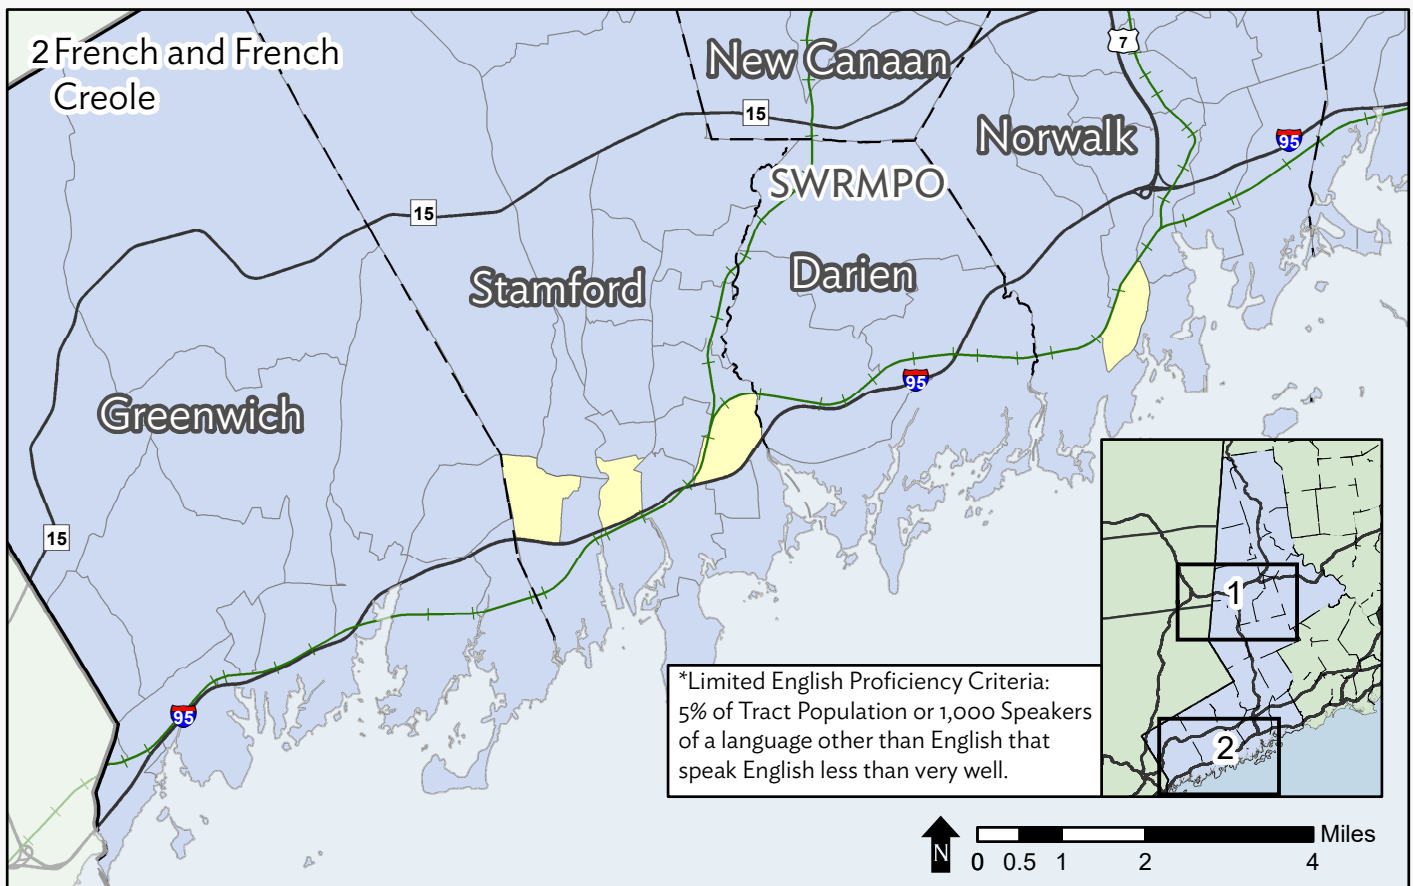 2 French and French
Creole
New Canaan
7
15
Norwalk
95
SWRMPO
15
Stamford
Darien
95
Greenwich
15
95
1
2
*Limited English Proficiency Criteria:
5% of Tract Population or 1,000 Speakers
of a language other than English that
speak English less than very well.
N
Miles
0 0.5 1 2 4